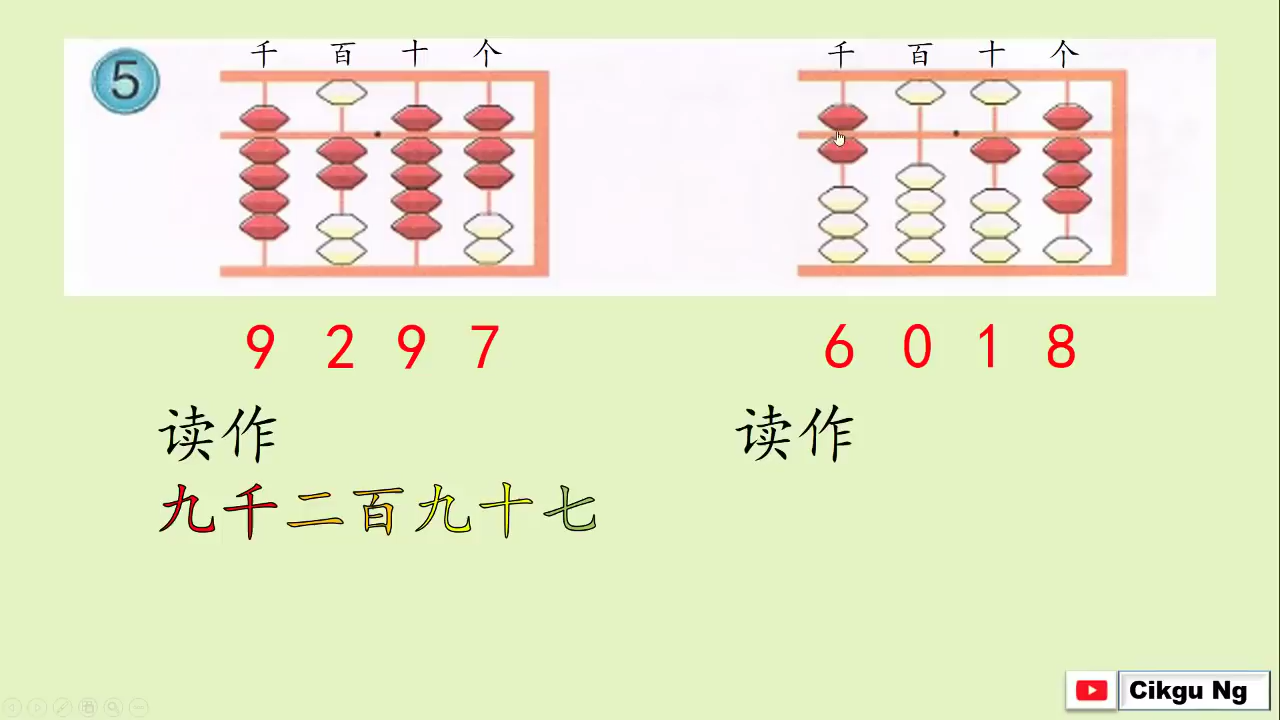 千 百 十 个 千 百 十 个
5
9 2 9 7 6 0 1 8
读作 读作
九千二百九十七
Cikgu Ng